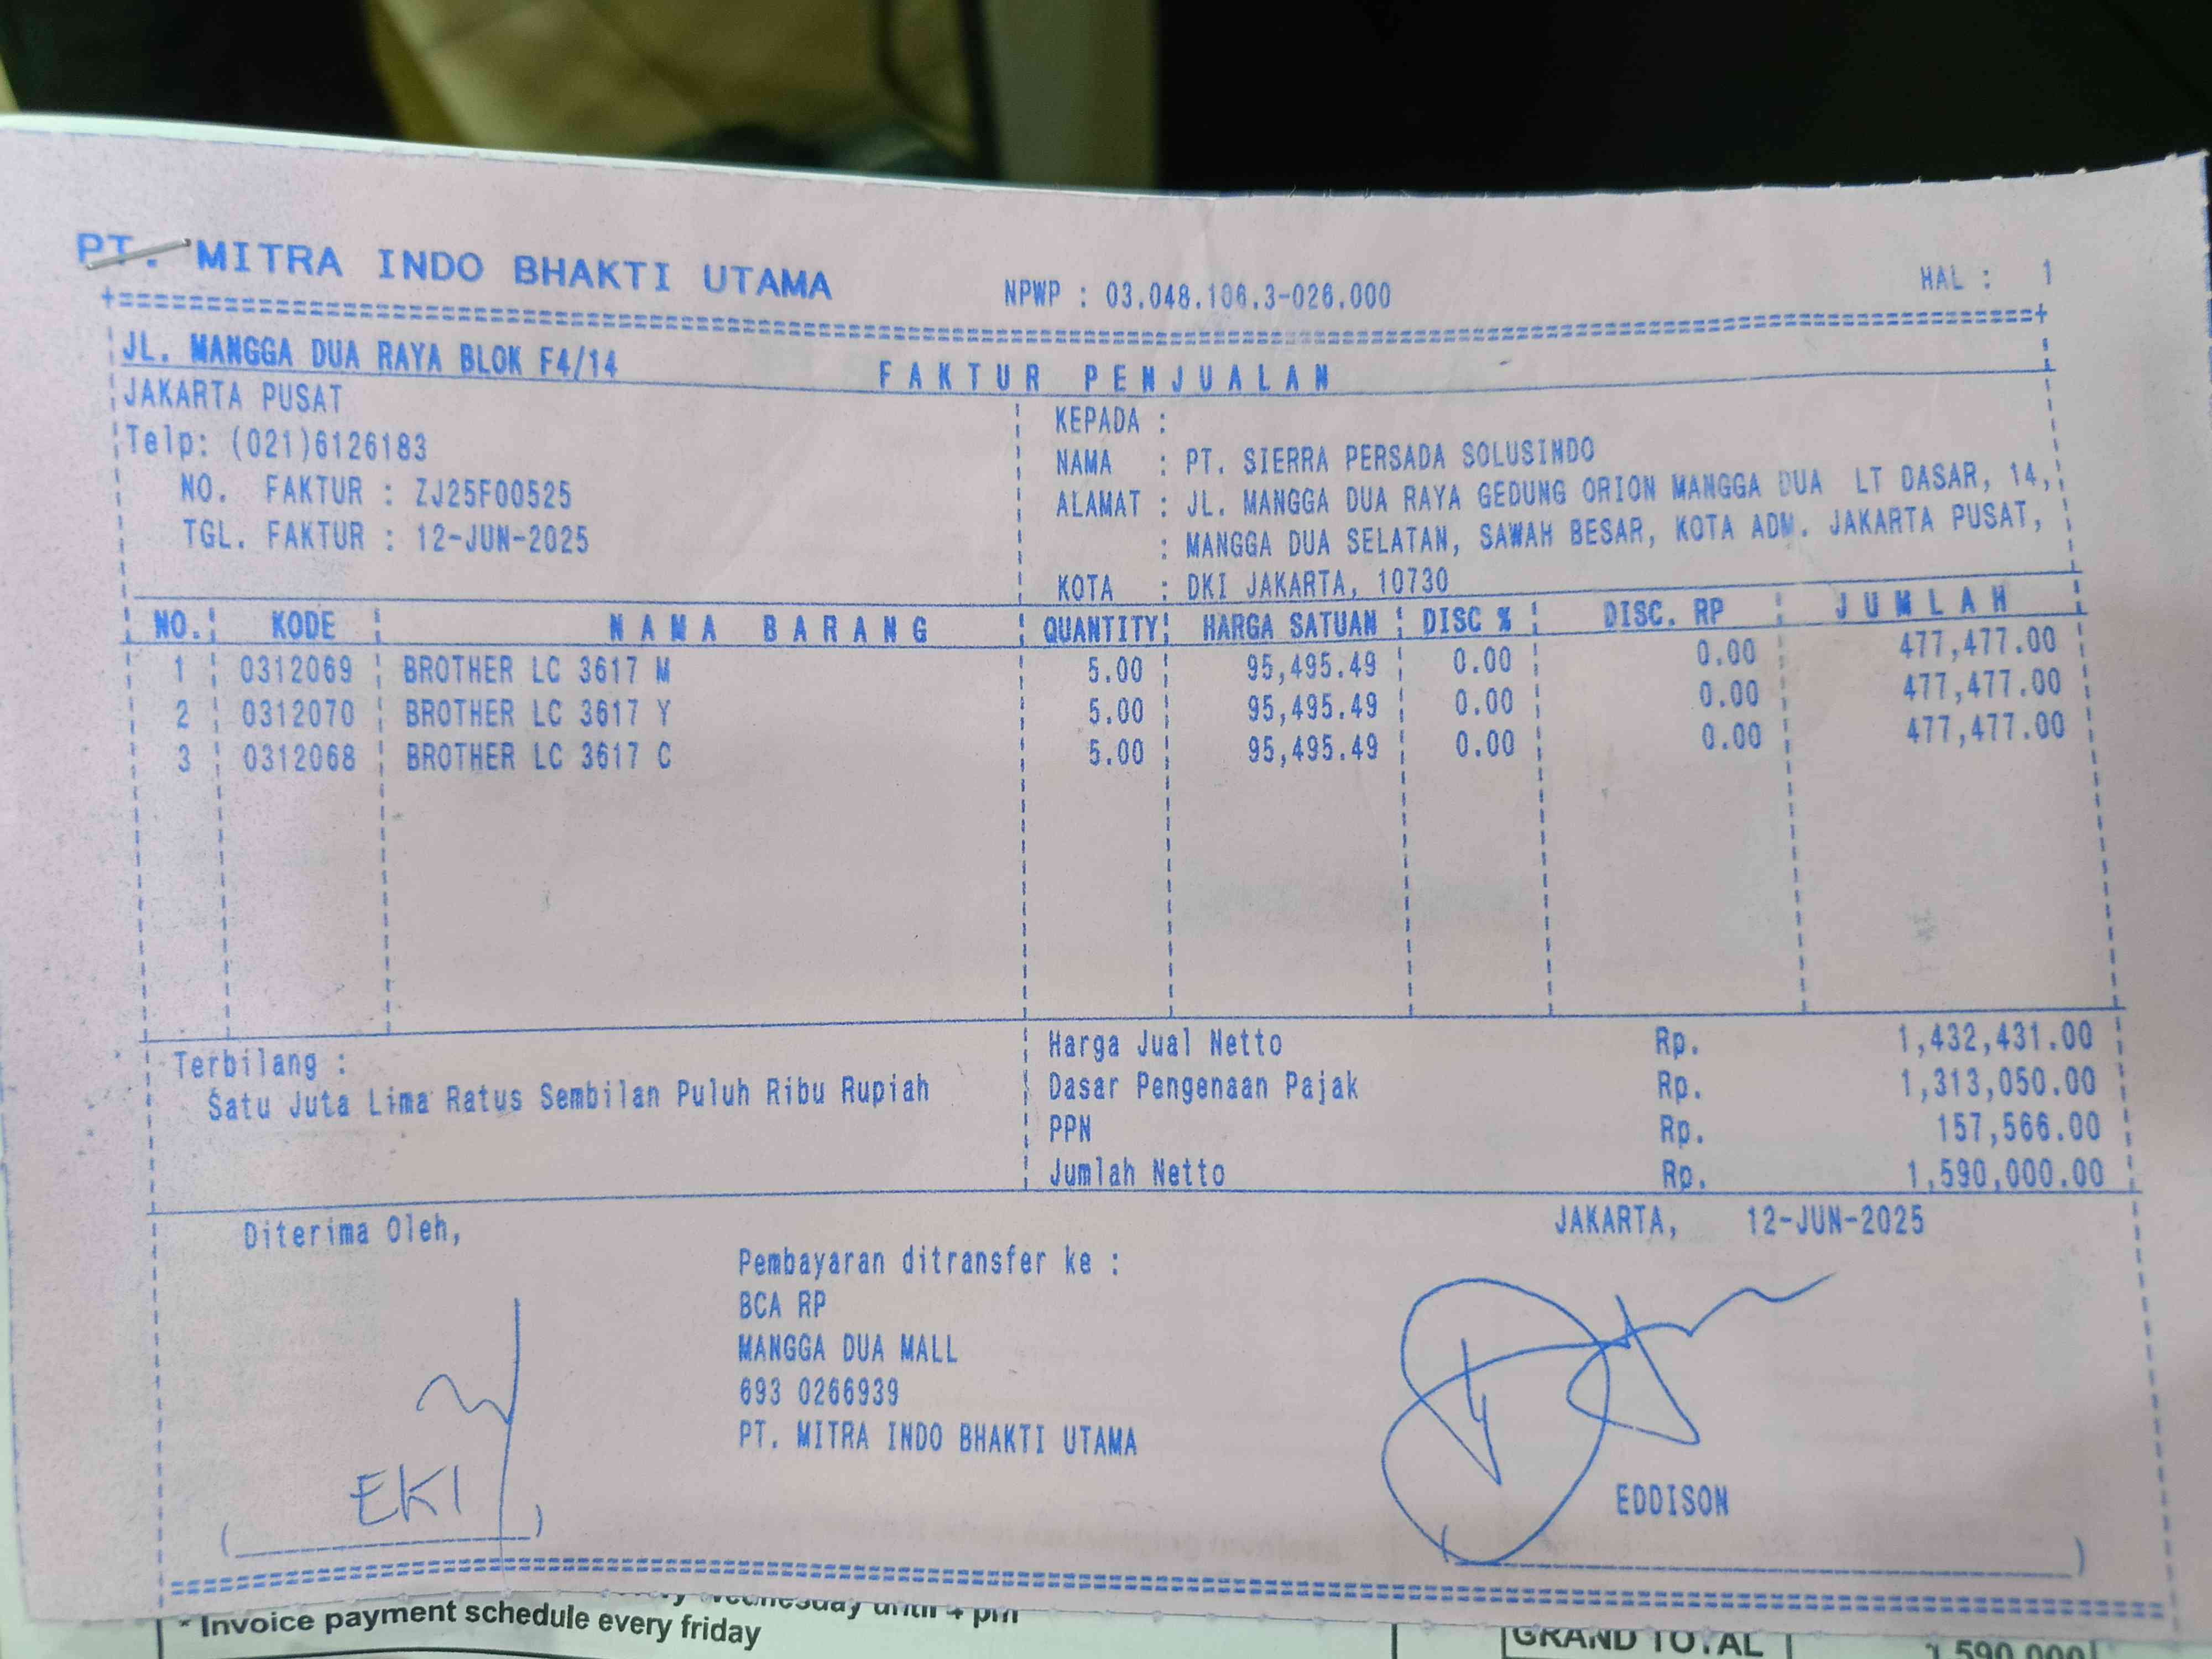 PT. MITRA INDO BHAKTI UTAMA
NPWP : 03.048.106.3-026.000
HAL : 1
JL. MANGGA DUA RAYA BLOK F4/14
FAKTUR PENJUALAN
JAKARTA PUSAT
Telp: (021)6126183
NO. FAKTUR : ZJ25F00525
TGL. FAKTUR : 12-JUN-2025
KEPADA :
NAMA : PT. SIERRA PERSADA SOLUSINDO
ALAMAT : JL. MANGGA DUA RAYA GEDUNG ORION MANGGA DUA LT DASAR, 14,
: MANGGA DUA SELATAN, SAWAH BESAR, KOTA ADM. JAKARTA PUSAT,
KOTA : DKI JAKARTA, 10730
NO. KODE NAMA BARANG QUANTITY HARGA SATUAN DISC % DISC. RP JUMLAH
1 0312069 BROTHER LC 3617 M 5.00 95,495.49 0.00 0.00 477,477.00
2 0312070 BROTHER LC 3617 Y 5.00 95,495.49 0.00 0.00 477,477.00
3 0312068 BROTHER LC 3617 C 5.00 95,495.49 0.00 0.00 477,477.00
Terbilang :
Satu Juta Lima Ratus Sembilan Puluh Ribu Rupiah
Harga Jual Netto Rp. 1,432,431.00
Dasar Pengenaan Pajak Rp. 1,313,050.00
PPN Rp. 157,566.00
Jumlah Netto Rp. 1,590,000.00
Diterima Oleh,
EKI
Pembayaran ditransfer ke :
BCA RP
MANGGA DUA MALL
693 0266939
PT. MITRA INDO BHAKTI UTAMA
JAKARTA, 12-JUN-2025
EDDISON
until 4 pm
* Invoice payment schedule every friday
GRAND TOTAL 1,590,000